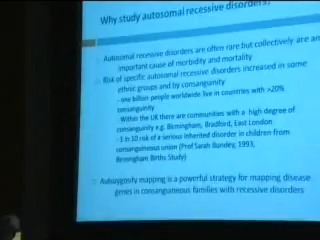 Why study autosomal recessive disorders?
Autosomal recessive disorders are often rare but collectively are an
important cause of morbidity and mortality
Risk of specific autosomal recessive disorders increased in some
ethnic groups and by consanguinity
- one billion people worldwide live in countries with >20%
consanguinity
- Within the UK there are communities with a high degree of
consanguinity e.g. Birmingham, Bradford, East London
- 1 in 10 risk of a serious inherited disorder in children from
consanguineous union (Prof Sarah Bundey, 1993,
Birmingham Births Study)
Autozygosity mapping is a powerful strategy for mapping disease
genes in consanguineous families with recessive disorders